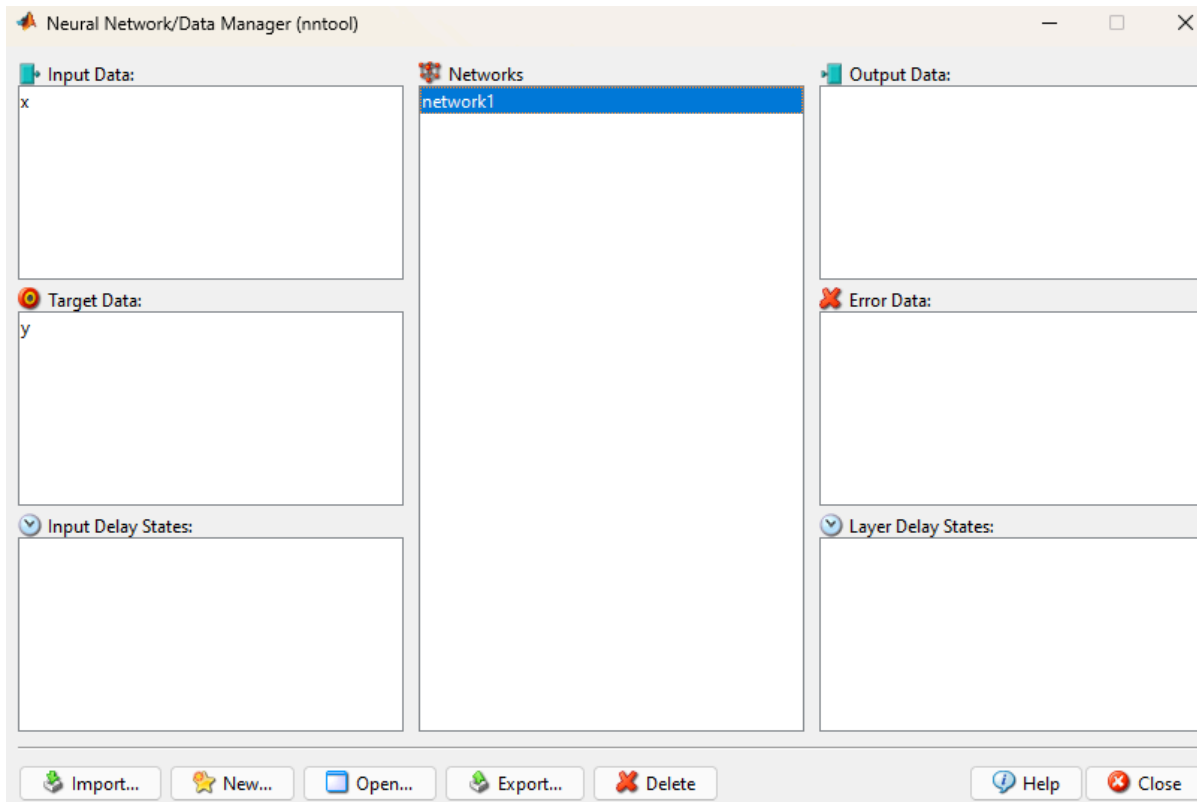 Neural Network/Data Manager (nntool)
Input Data:
x
Networks
network1
Output Data:
Target Data:
y
Error Data:
Input Delay States:
Layer Delay States:
Import...
New...
Open...
Export...
Delete
Help
Close